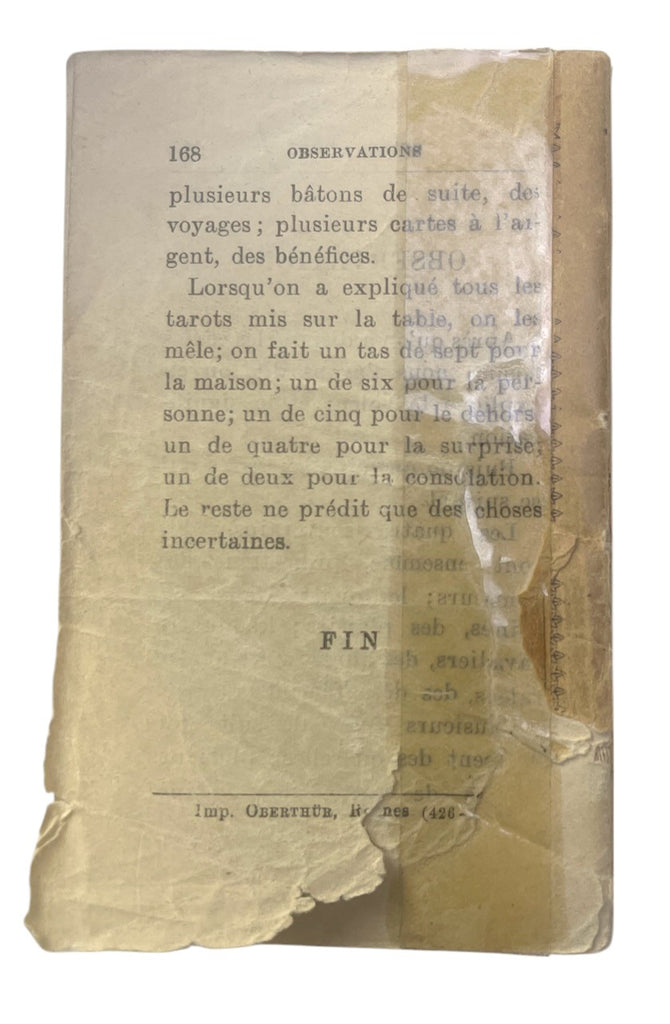 168 OBSERVATIONS
plusieurs bâtons de suite, des
voyages; plusieurs cartes à l'ar-
gent, des bénéfices.
Lorsqu'on a expliqué tous les
tarots mis sur la table, on les
mêle; on fait un tas de sept pour
la maison; un de six pour la per-
sonne; un de cinq pour le dehors,
un de quatre pour la surprise;
un de deux pour la consolation.
Le reste ne prédit que des choses
incertaines.
FIN
Imp. OBERTHÜR, Rennes (426-